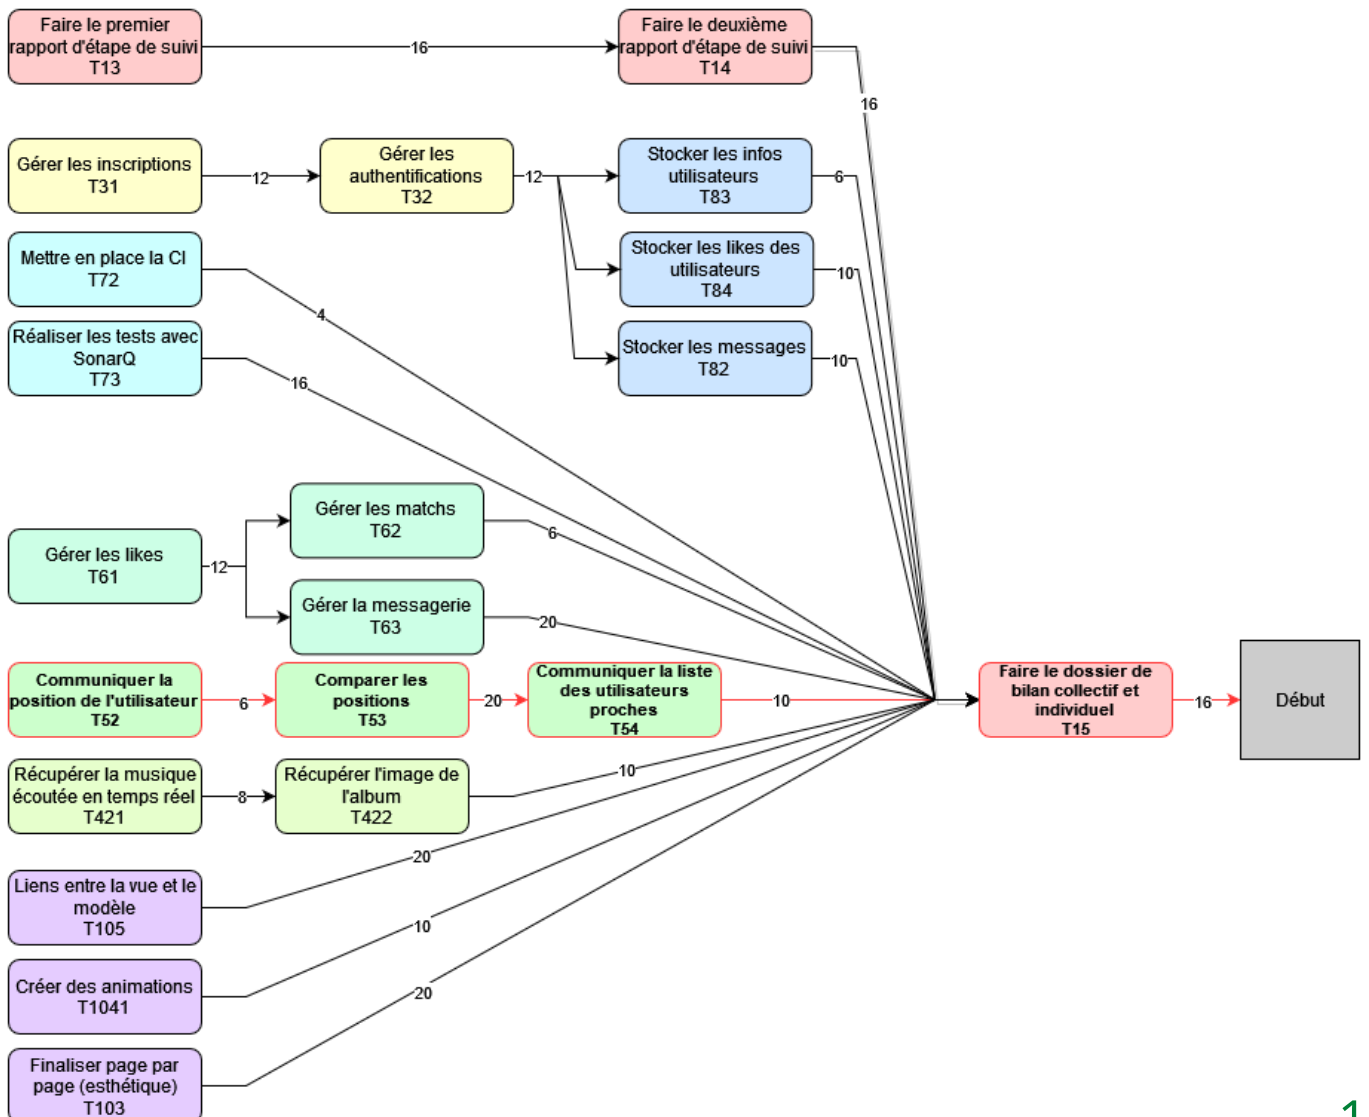 Faire le premier
rapport d'étape de suivi
T13
16
Faire le deuxième
rapport d'étape de suivi
T14
16
Gérer les inscriptions
T31
12
Gérer les
authentifications
T32
12
Stocker les infos
utilisateurs
T83
6
Mettre en place la CI
T72
4
Stocker les likes des
utilisateurs
T84
10
Réaliser les tests avec
SonarQ
T73
16
Stocker les messages
T82
10
Gérer les likes
T61
12
Gérer les matchs
T62
6
Gérer la messagerie
T63
20
Communiquer la
position de l'utilisateur
T52
6
Comparer les
positions
T53
20
Communiquer la liste
des utilisateurs
proches
T54
10
Faire le dossier de
bilan collectif et
individuel
T15
16
Début
Récupérer la musique
écoutée en temps réel
T421
8
Récupérer l'image de
l'album
T422
10
Liens entre la vue et le
modèle
T105
20
Créer des animations
T1041
10
Finaliser page par
page (esthétique)
T103
20